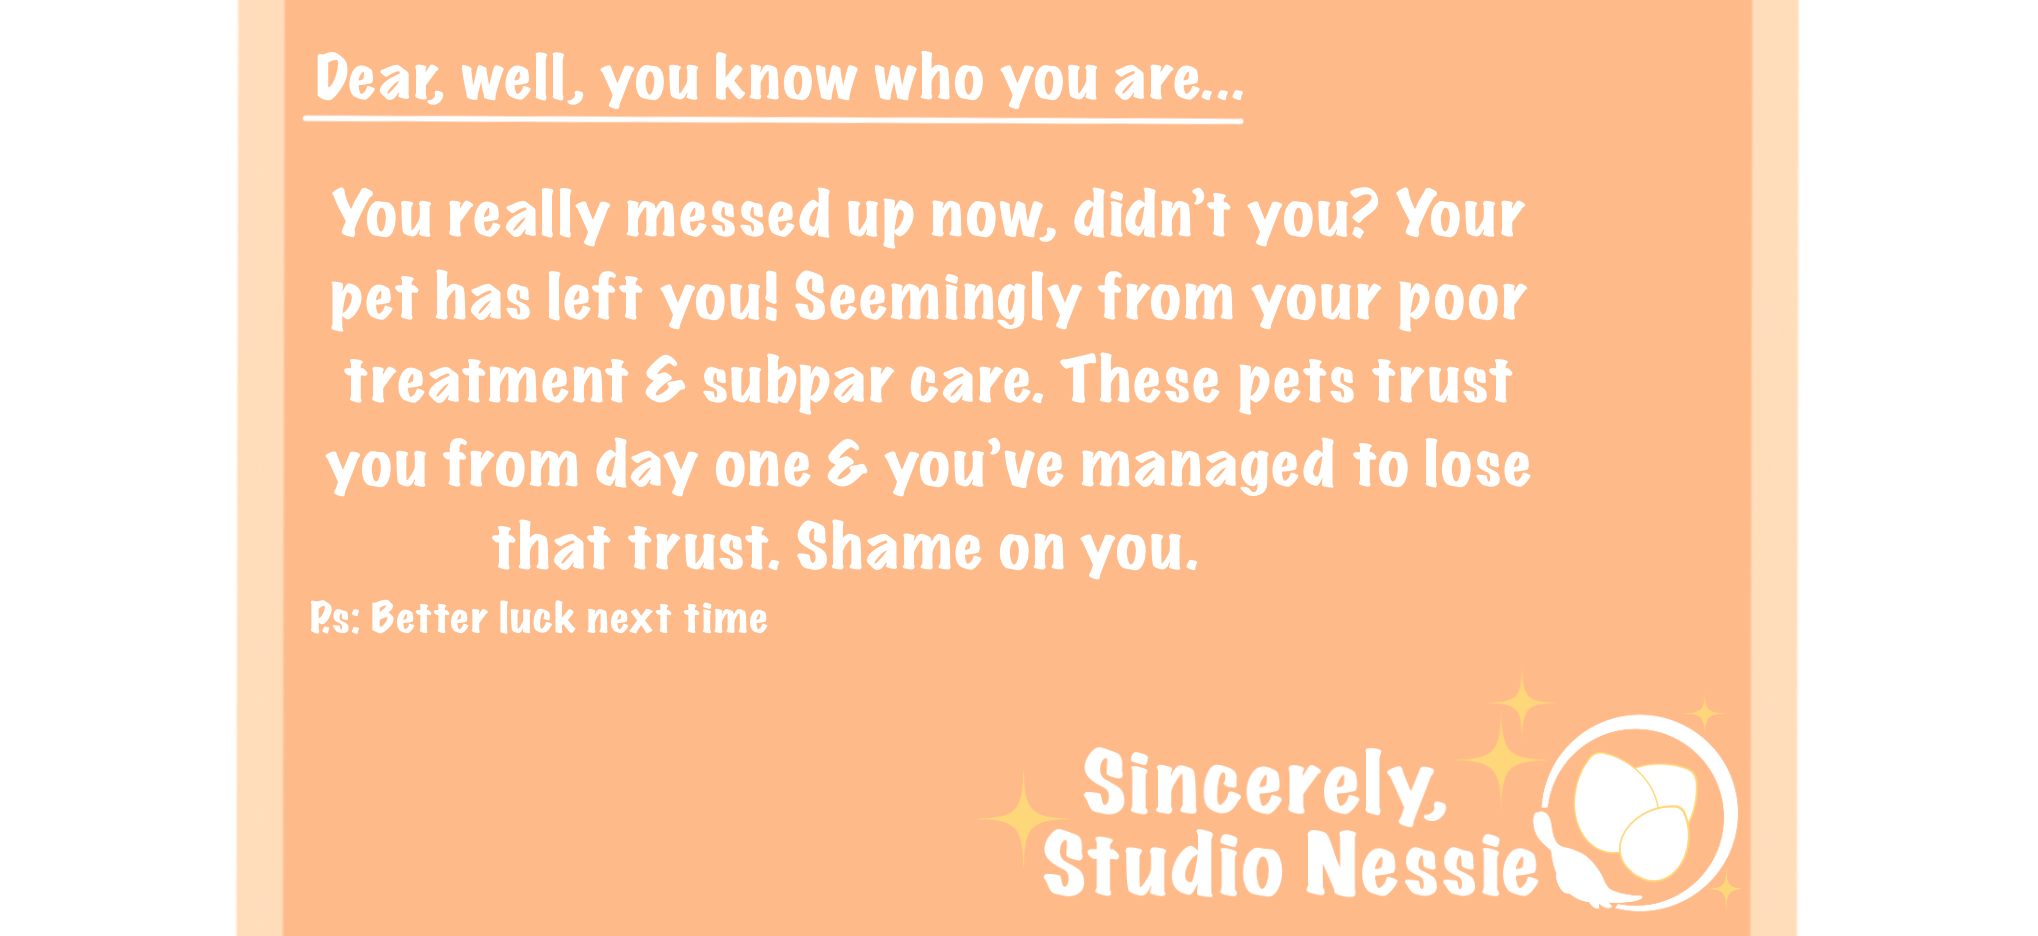 Dear, well, you know who you are...
You really messed up now, didn't you? Your
pet has left you! Seemingly from your poor
treatment & subpar care. These pets trust
you from day one & you've managed to lose
that trust. Shame on you.
P.s: Better luck next time
Sincerely,
Studio Nessie